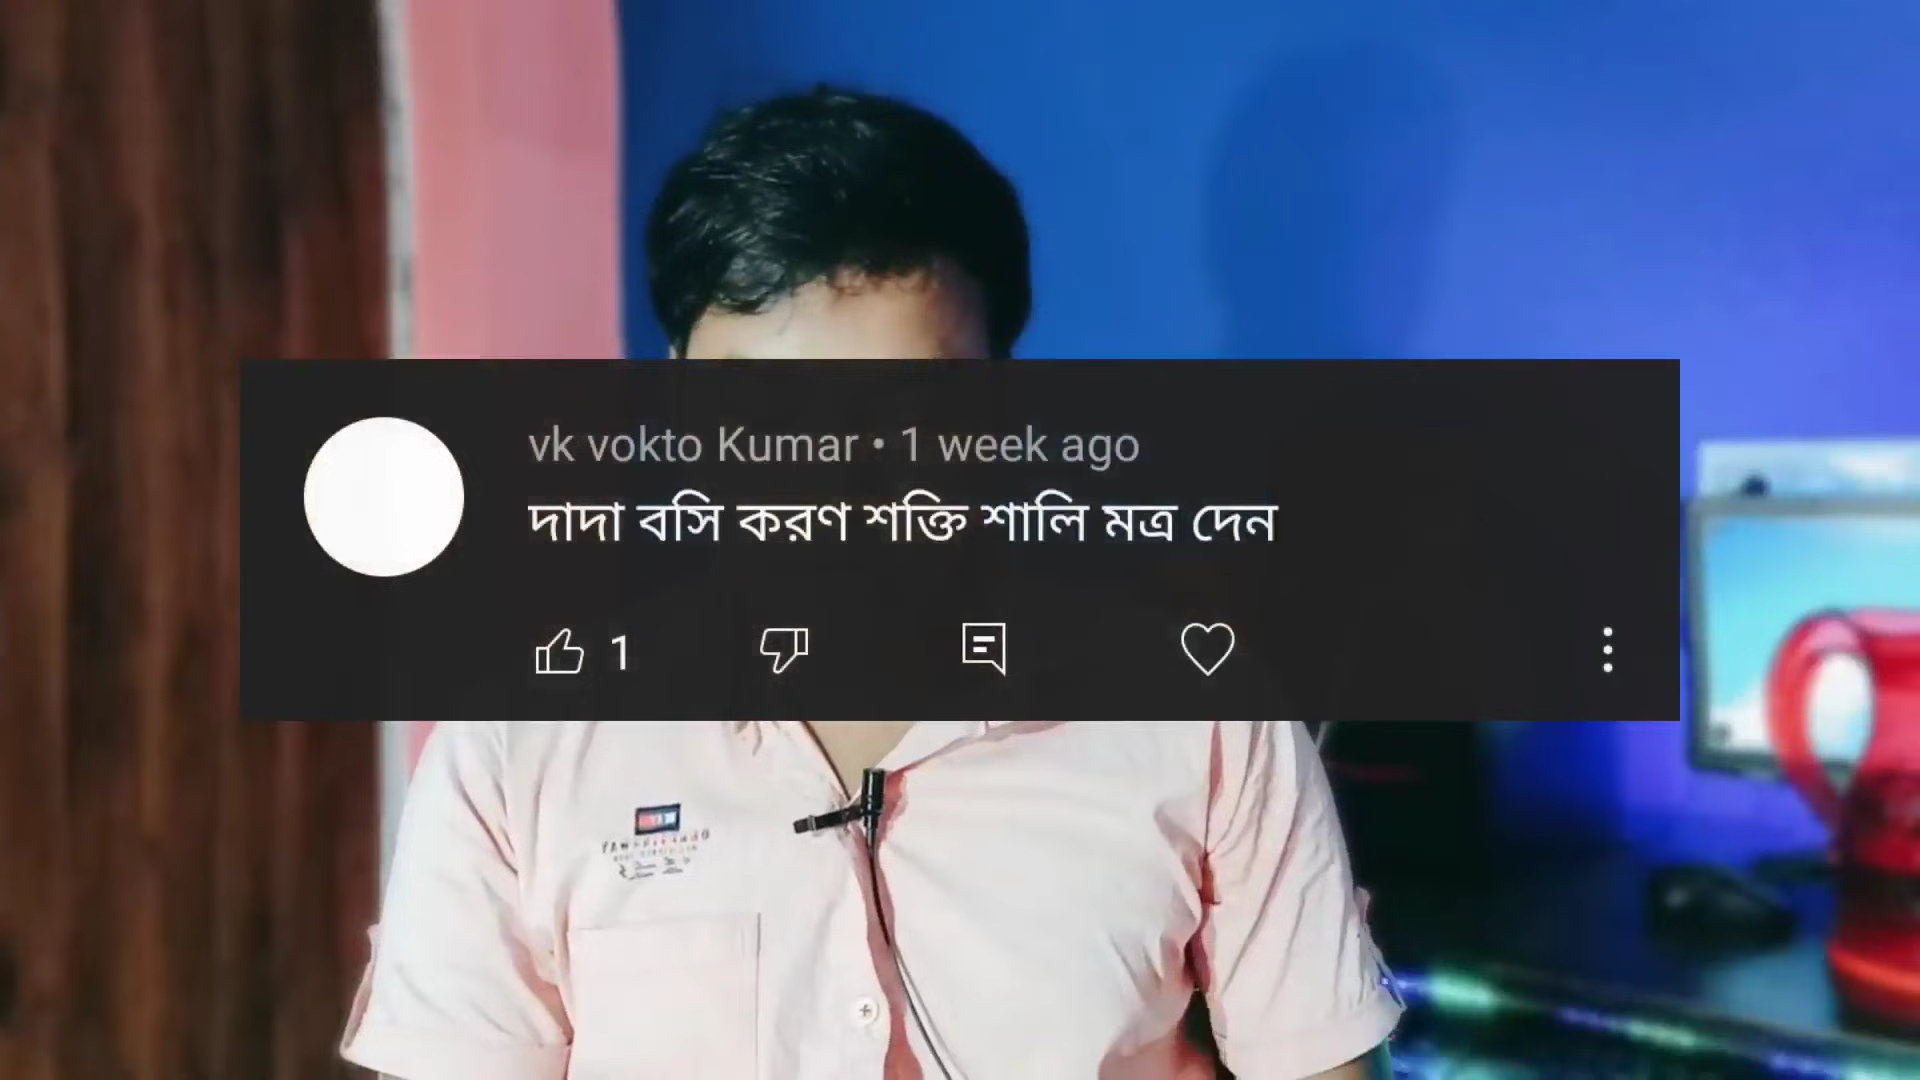 vk vokto Kumar • 1 week ago
দাদা বসি করণ শক্তি শালি মত্র দেন
1